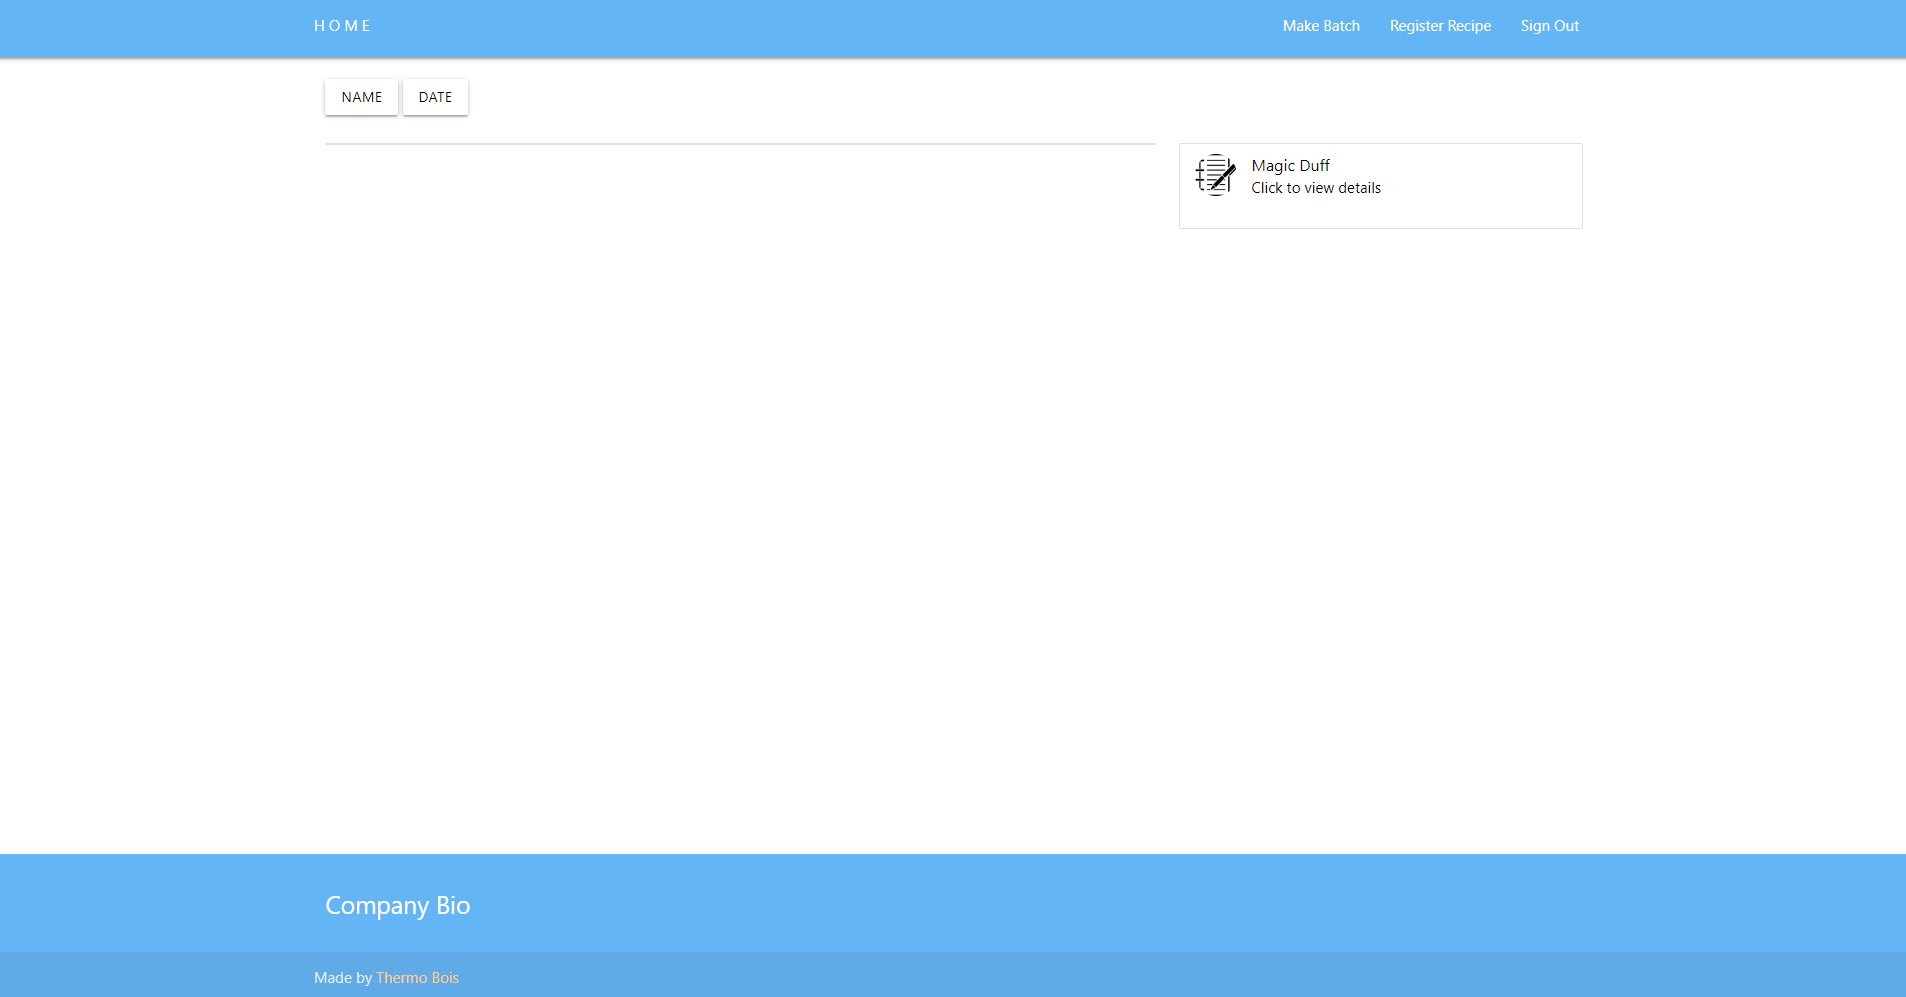 HOME
Make Batch Register Recipe Sign Out
NAME DATE
Magic Duff
Click to view details
Company Bio
Made by Thermo Bois